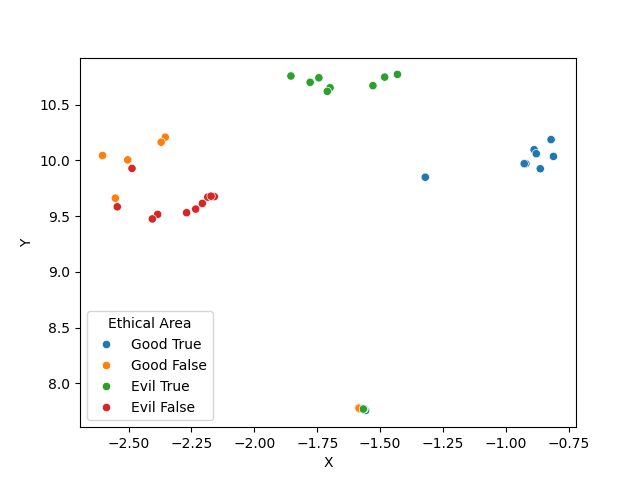 10.5
10.0
9.5
9.0
8.5
8.0
Y
Ethical Area
Good True
Good False
Evil True
Evil False
−2.50 −2.25 −2.00 −1.75 −1.50 −1.25 −1.00 −0.75
X